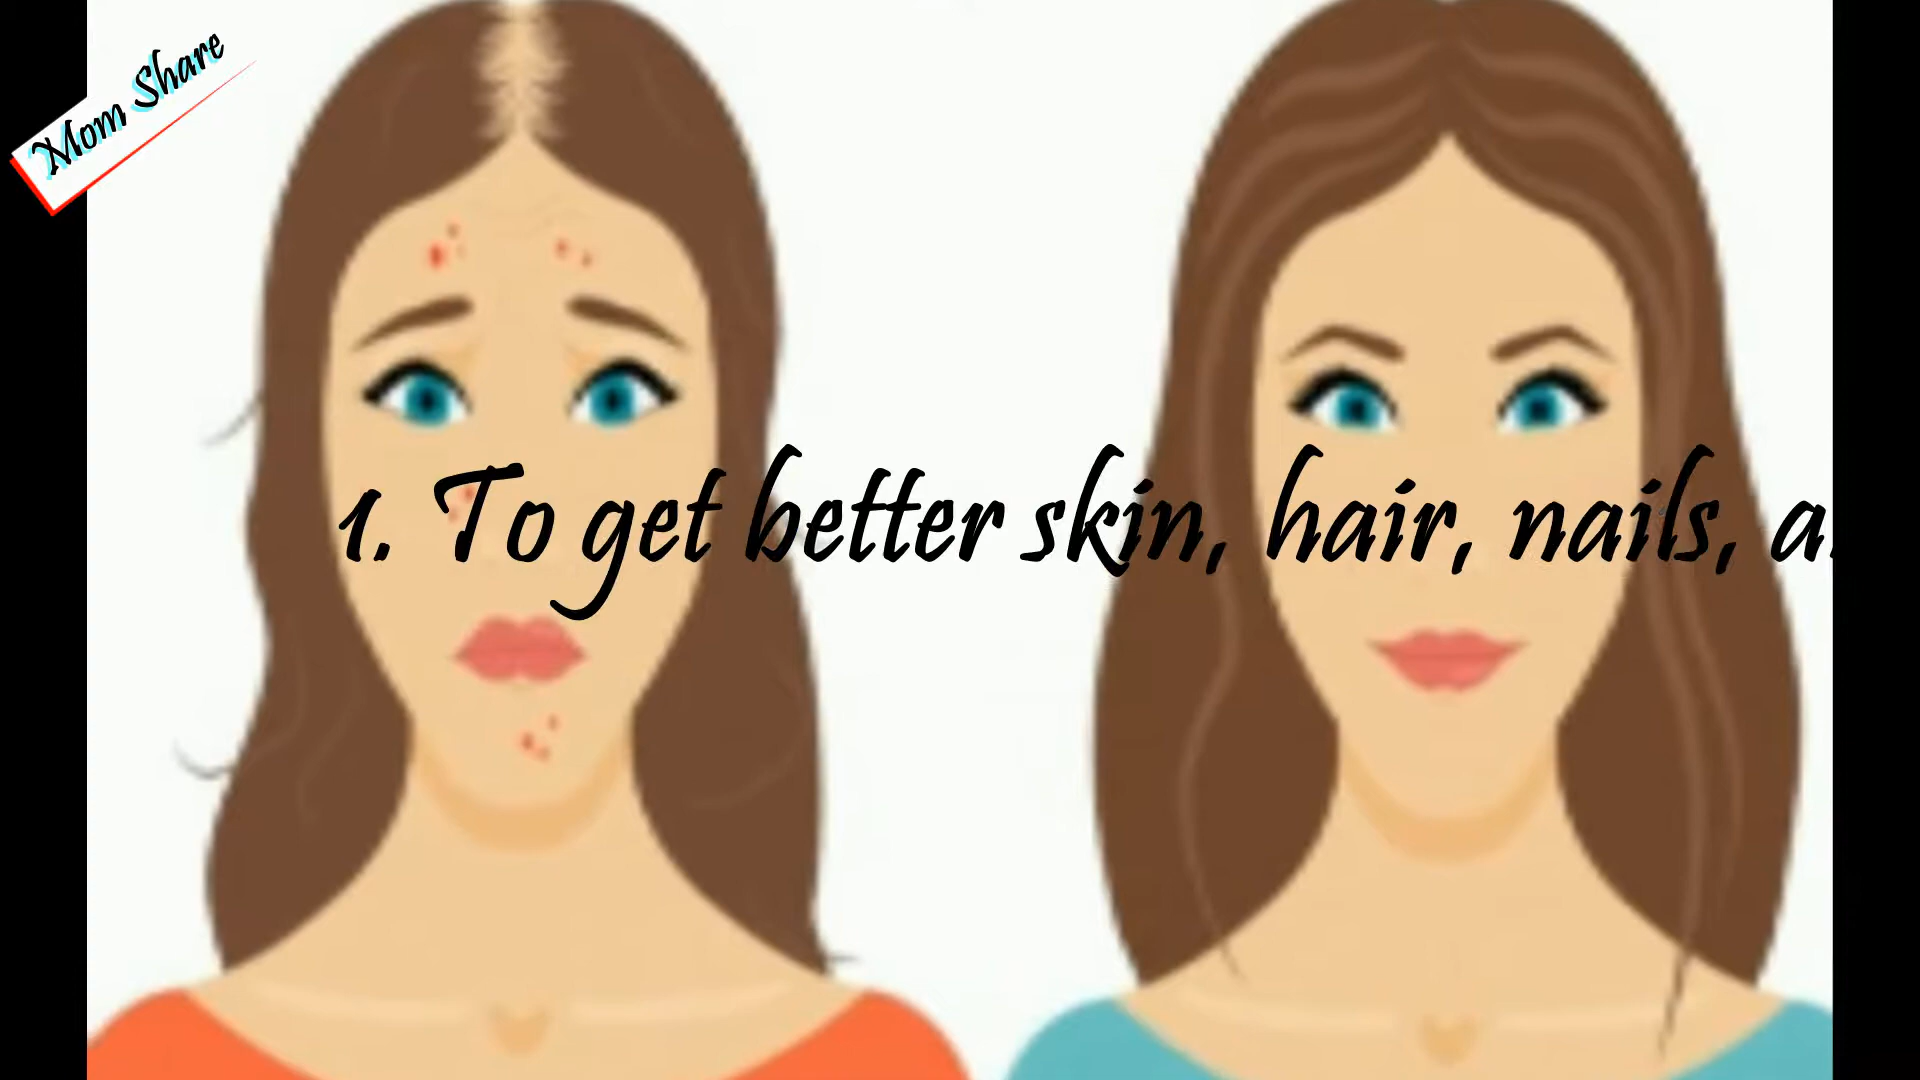 Mom Share
1. To get better skin, hair, nails,